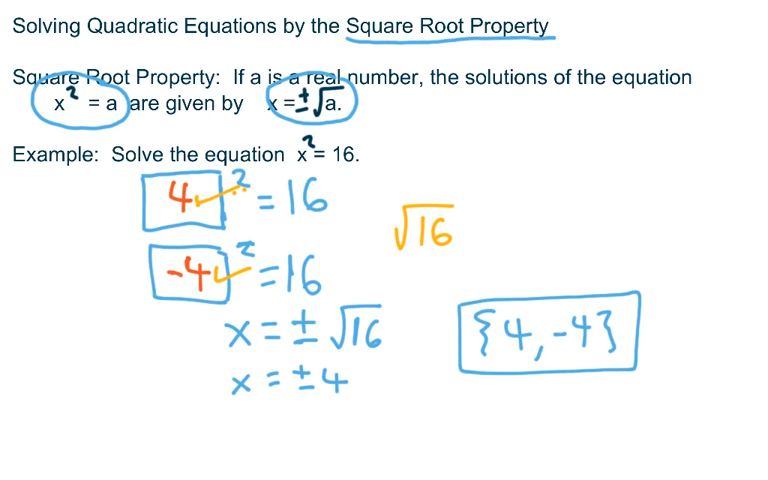 Solving Quadratic Equations by the Square Root Property
Square Root Property: If a is a real number, the solutions of the equation
x² = a are given by x = ±√a.
Example: Solve the equation x² = 16.
4² = 16
√16
-4² = 16
x = ± √16
{4, -4}
x = ± 4